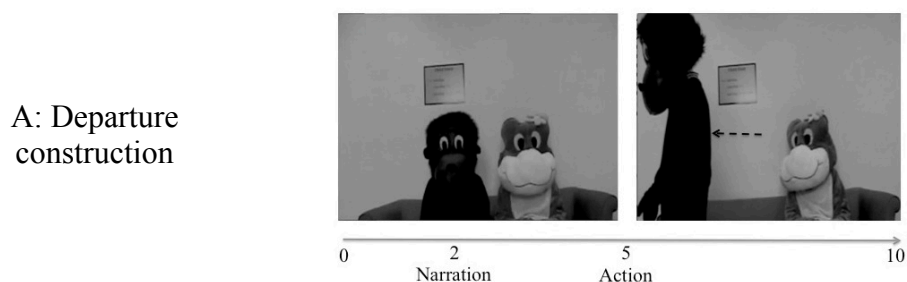 A: Departure
construction
0
2
5
10
Narration
Action